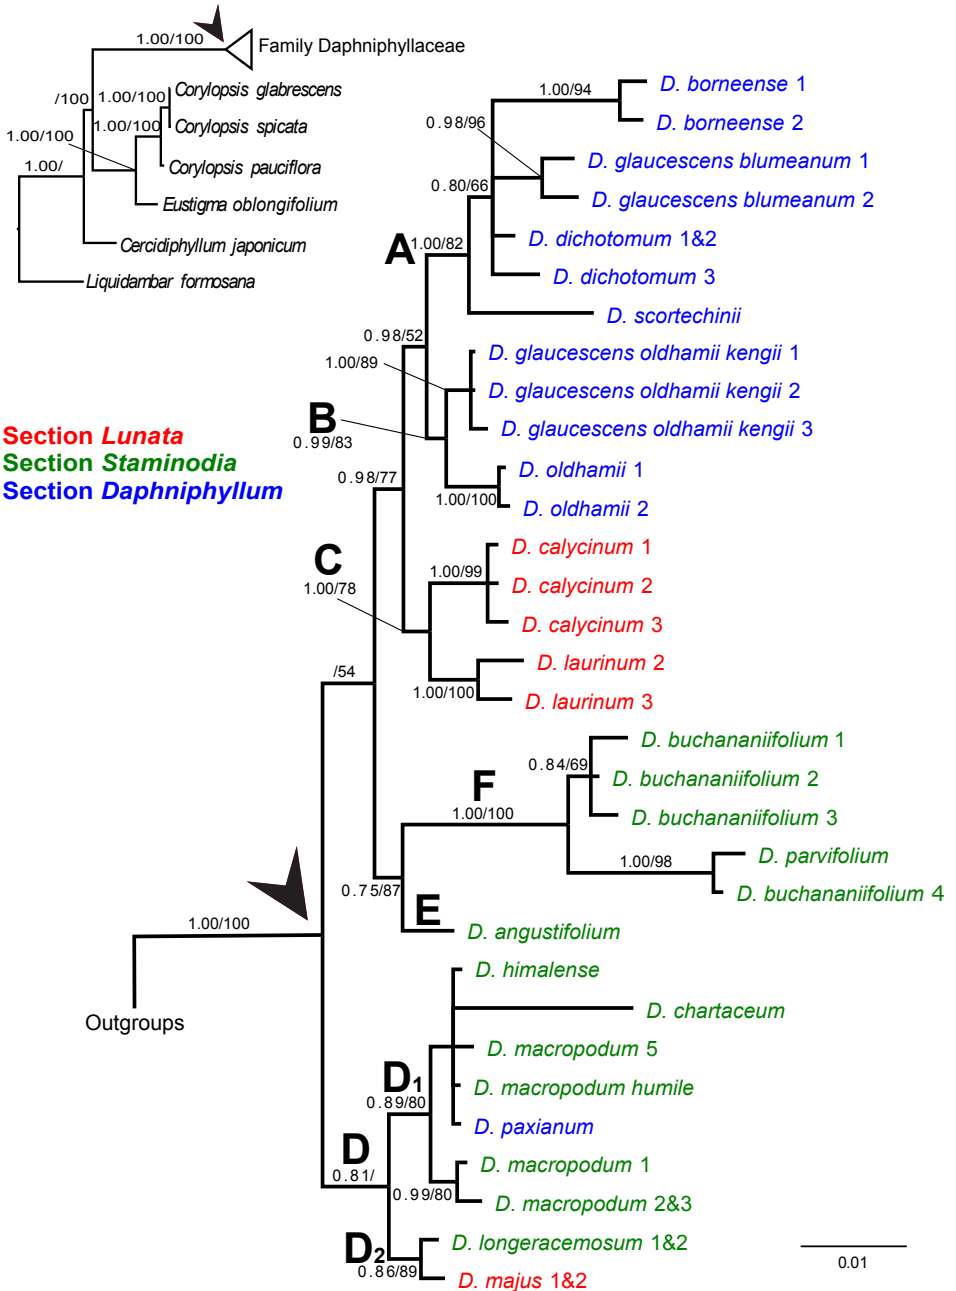 1.00/100
Family Daphniphyllaceae
/100
1.00/100
Corylopsis glabrescens
1.00/100
Corylopsis spicata
1.00/100
1.00/
Corylopsis pauciflora
Eustigma oblongifolium
Cercidiphyllum japonicum
Liquidambar formosana
Section Lunata
Section Staminodia
Section Daphniphyllum
1.00/94
D. borneense 1
D. borneense 2
0.98/96
D. glaucescens blumeanum 1
0.80/66
D. glaucescens blumeanum 2
A
1.00/82
D. dichotomum 1&2
D. dichotomum 3
D. scortechinii
0.98/52
1.00/89
D. glaucescens oldhamii kengii 1
D. glaucescens oldhamii kengii 2
B
0.99/83
D. glaucescens oldhamii kengii 3
0.98/77
D. oldhamii 1
1.00/100
D. oldhamii 2
C
1.00/78
D. calycinum 1
1.00/99
D. calycinum 2
D. calycinum 3
/54
D. laurinum 2
1.00/100
D. laurinum 3
D. buchananiifolium 1
0.84/69
D. buchananiifolium 2
F
1.00/100
D. buchananiifolium 3
1.00/98
D. parvifolium
0.75/87
D. buchananiifolium 4
E
D. angustifolium
1.00/100
Outgroups
D. himalense
D. chartaceum
D. macropodum 5
D1
0.89/80
D. macropodum humile
D. paxianum
D
0.81/
D. macropodum 1
0.99/80
D. macropodum 2&3
D2
0.86/89
D. longeracemosum 1&2
D. majus 1&2
0.01